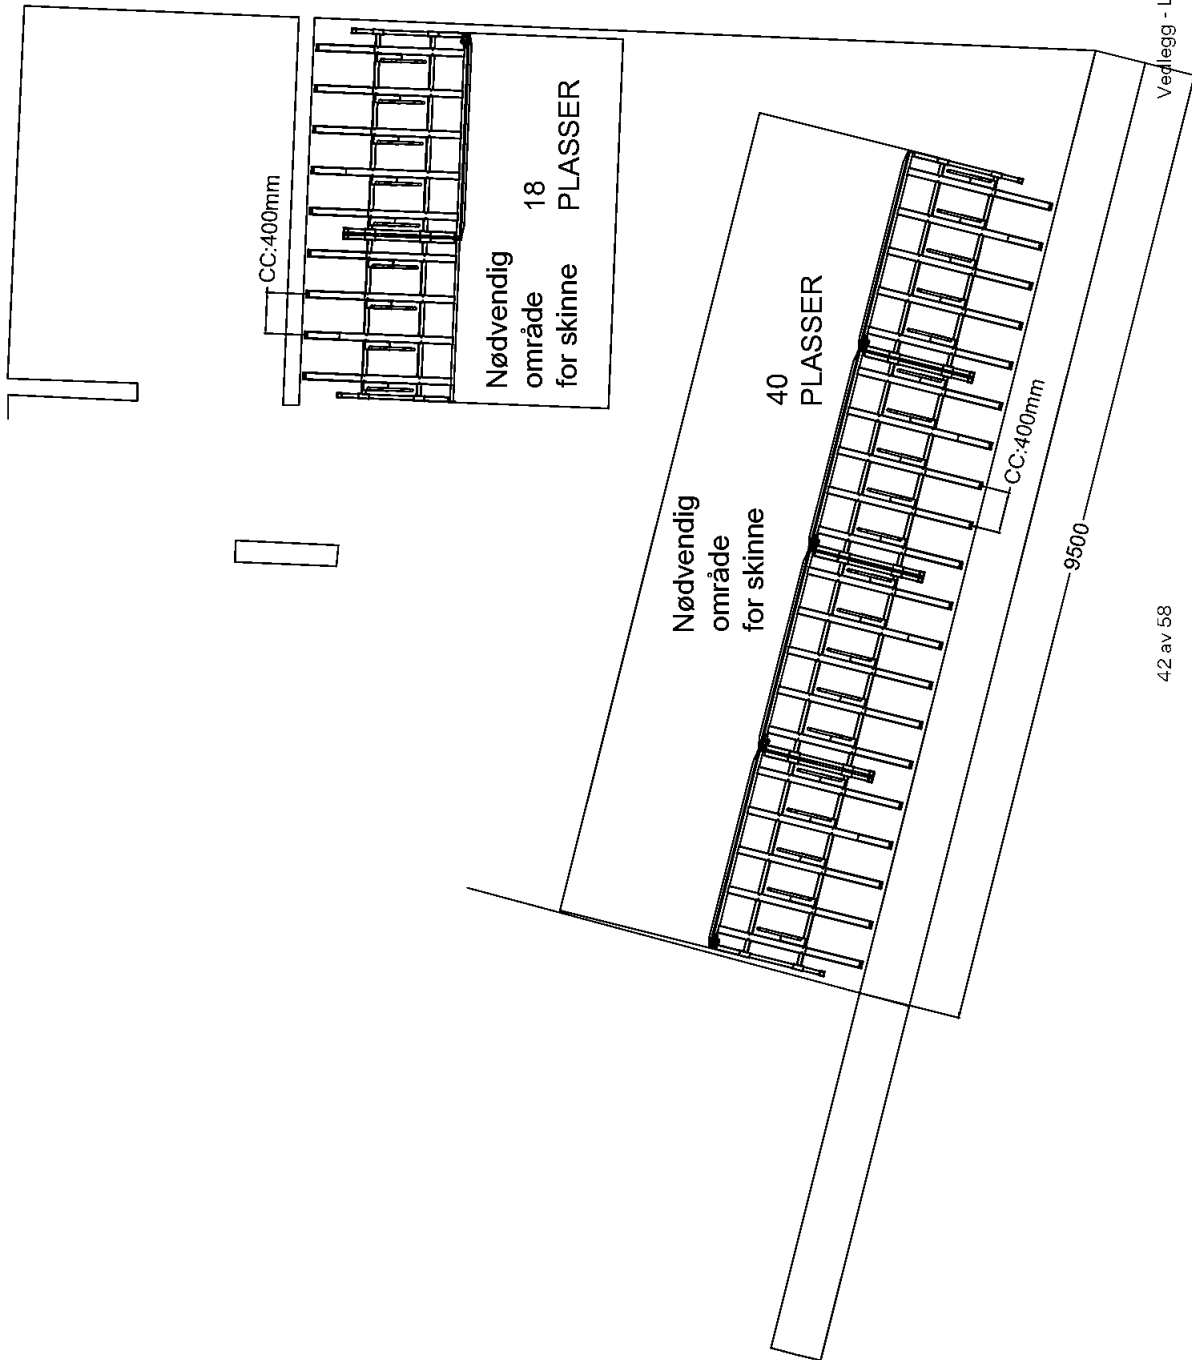 CC:400mm
18
PLASSER
Nødvendig
område
for skinne
40
PLASSER
Nødvendig
område
for skinne
CC:400mm
9500
42 av 58
Vedlegg -